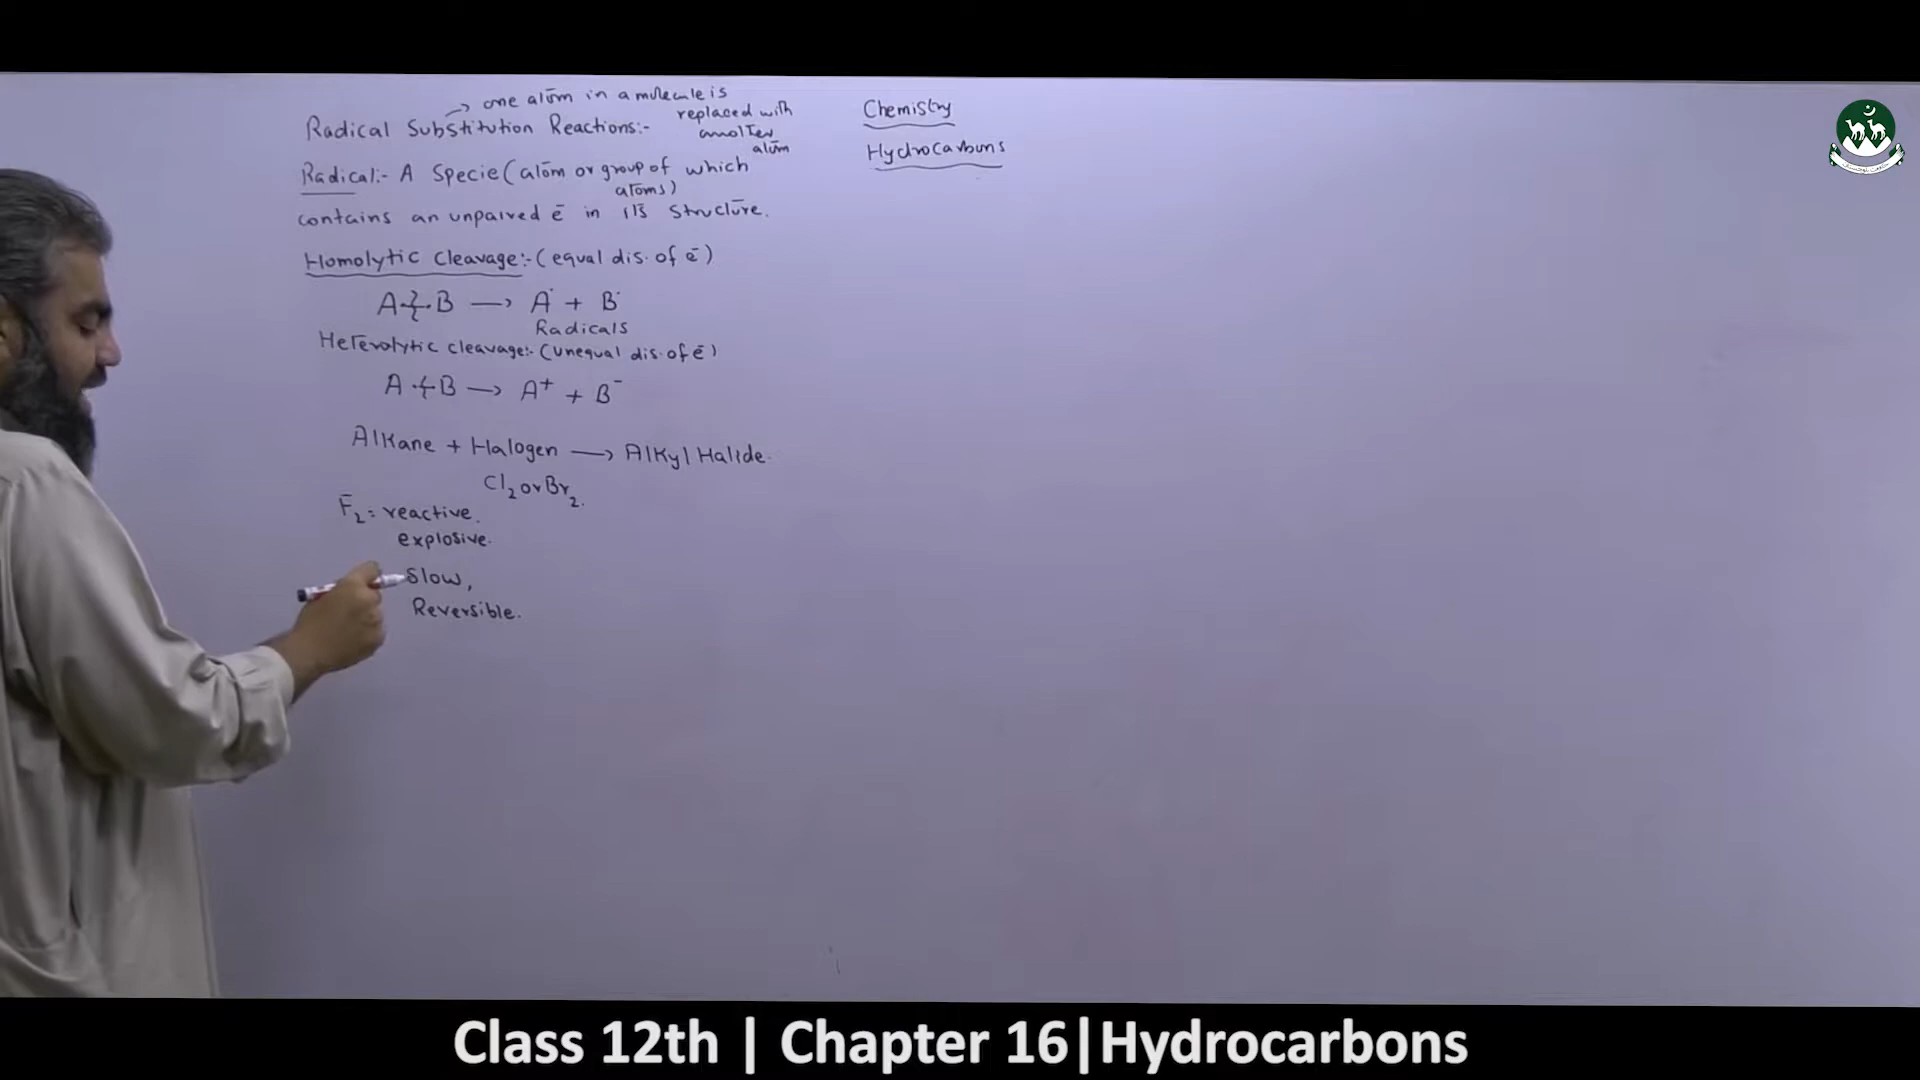 one atom in a molecule is
replaced with
another
atom
Radical Substitution Reactions:-
Radical:- A Specie (atom or group of which
atoms)
contains an unpaired ē in its structure.
Homolytic Cleavage:- (equal dis. of ē)
A·}·B → A· + B·
Radicals
Heterolytic cleavage:- (unequal dis. of ē)
A }B → A⁺ + B⁻
Alkane + Halogen → Alkyl Halide.
Cl₂ or Br₂.
F₂ = reactive.
explosive.
Slow,
Reversible.
Chemistry
Hydrocarbons
Class 12th | Chapter 16|Hydrocarbons